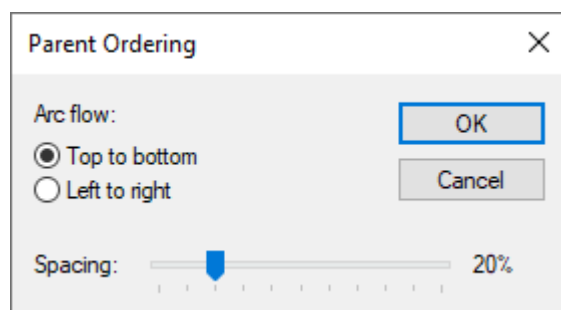 Parent Ordering
Arc flow:
OK
Top to bottom
Left to right
Cancel
Spacing:
20%